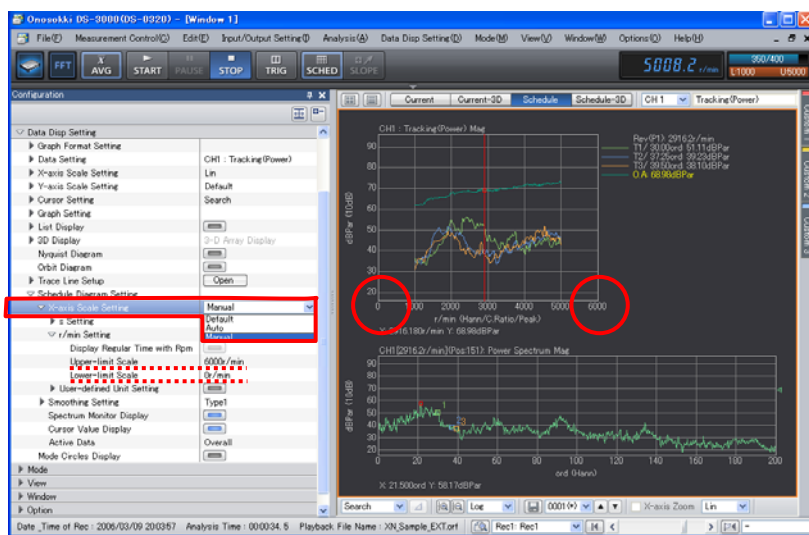 Onosokki DS-3000(DS-0320) - [Window 1]
File(F) Measurement Control(C) Edit(E) Input/Output Setting(I) Analysis(A) Data Disp Setting(D) Mode(M) View(V) Window(W) Options(O) Help(H)
FFT X AVG START PAUSE STOP TRIG SCHED SLOPE 5008.2 r/min 350/400 L1000 U5000
Configuration
Current Current-3D Schedule Schedule-3D CH 1 Tracking(Power)
Data Disp Setting
Graph Format Setting
Data Setting CH1 : Tracking(Power)
X-axis Scale Setting Lin
Y-axis Scale Setting Default
Cursor Setting Search
Graph Setting
List Display
3D Display 3-D Array Display
Nyquist Diagram
Orbit Diagram
Trace Line Setup Open
Schedule Diagram Setting
X-axis Scale Setting Manual
Default
Auto
Manual
s Setting
r/min Setting
Display Regular Time with Rpm
Upper-limit Scale 6000r/min
Lower-limit Scale 0r/min
User-defined Unit Setting
Smoothing Setting Type1
Spectrum Monitor Display
Cursor Value Display
Active Data Overall
Mode Circles Display
Mode
View
Window
Option
CH1 : Tracking(Power) Mag
Rev(P1) 2916.2r/min
T1/ 30.00ord 51.11dBPar
T2/ 37.25ord 39.23dBPar
T3/ 39.50ord 38.10dBPar
O.A. 68.98dBPar
90
80
70
60
50
40
30
20
dBPar (10dB)
0 1000 2000 3000 4000 5000 6000
r/min (Hann/C.Ratio/Peak)
X: 2916.180r/min Y: 68.98dBPar
CH1[2916.2r/min](Pos:151): Power Spectrum Mag
90
80
70
60
50
40
30
20
dBPar (10dB)
0 20 40 60 80 100 120 140 160 180 200
ord (Hann)
X: 21.500ord Y: 58.17dBPar
Search Log 0001(*) X-axis Zoom Lin
Date _Time of Rec : 2006/03/09 20:03:57 Analysis Time : 00:00:34. 5 Playback File Name : XN_Sample_EXT.orf Rec1: Rec1